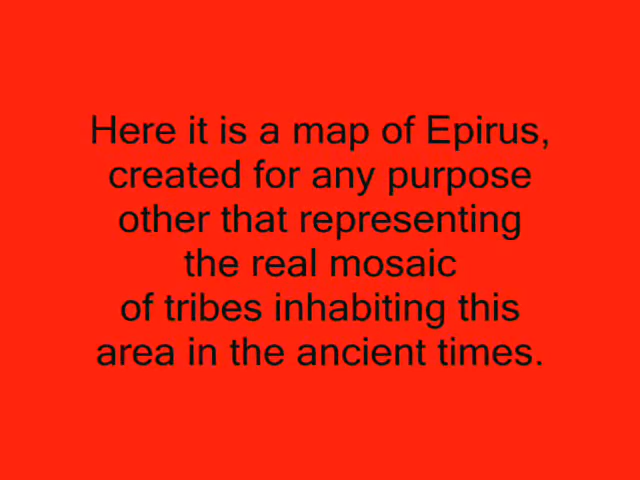 Here it is a map of Epirus,
created for any purpose
other that representing
the real mosaic
of tribes inhabiting this
area in the ancient times.